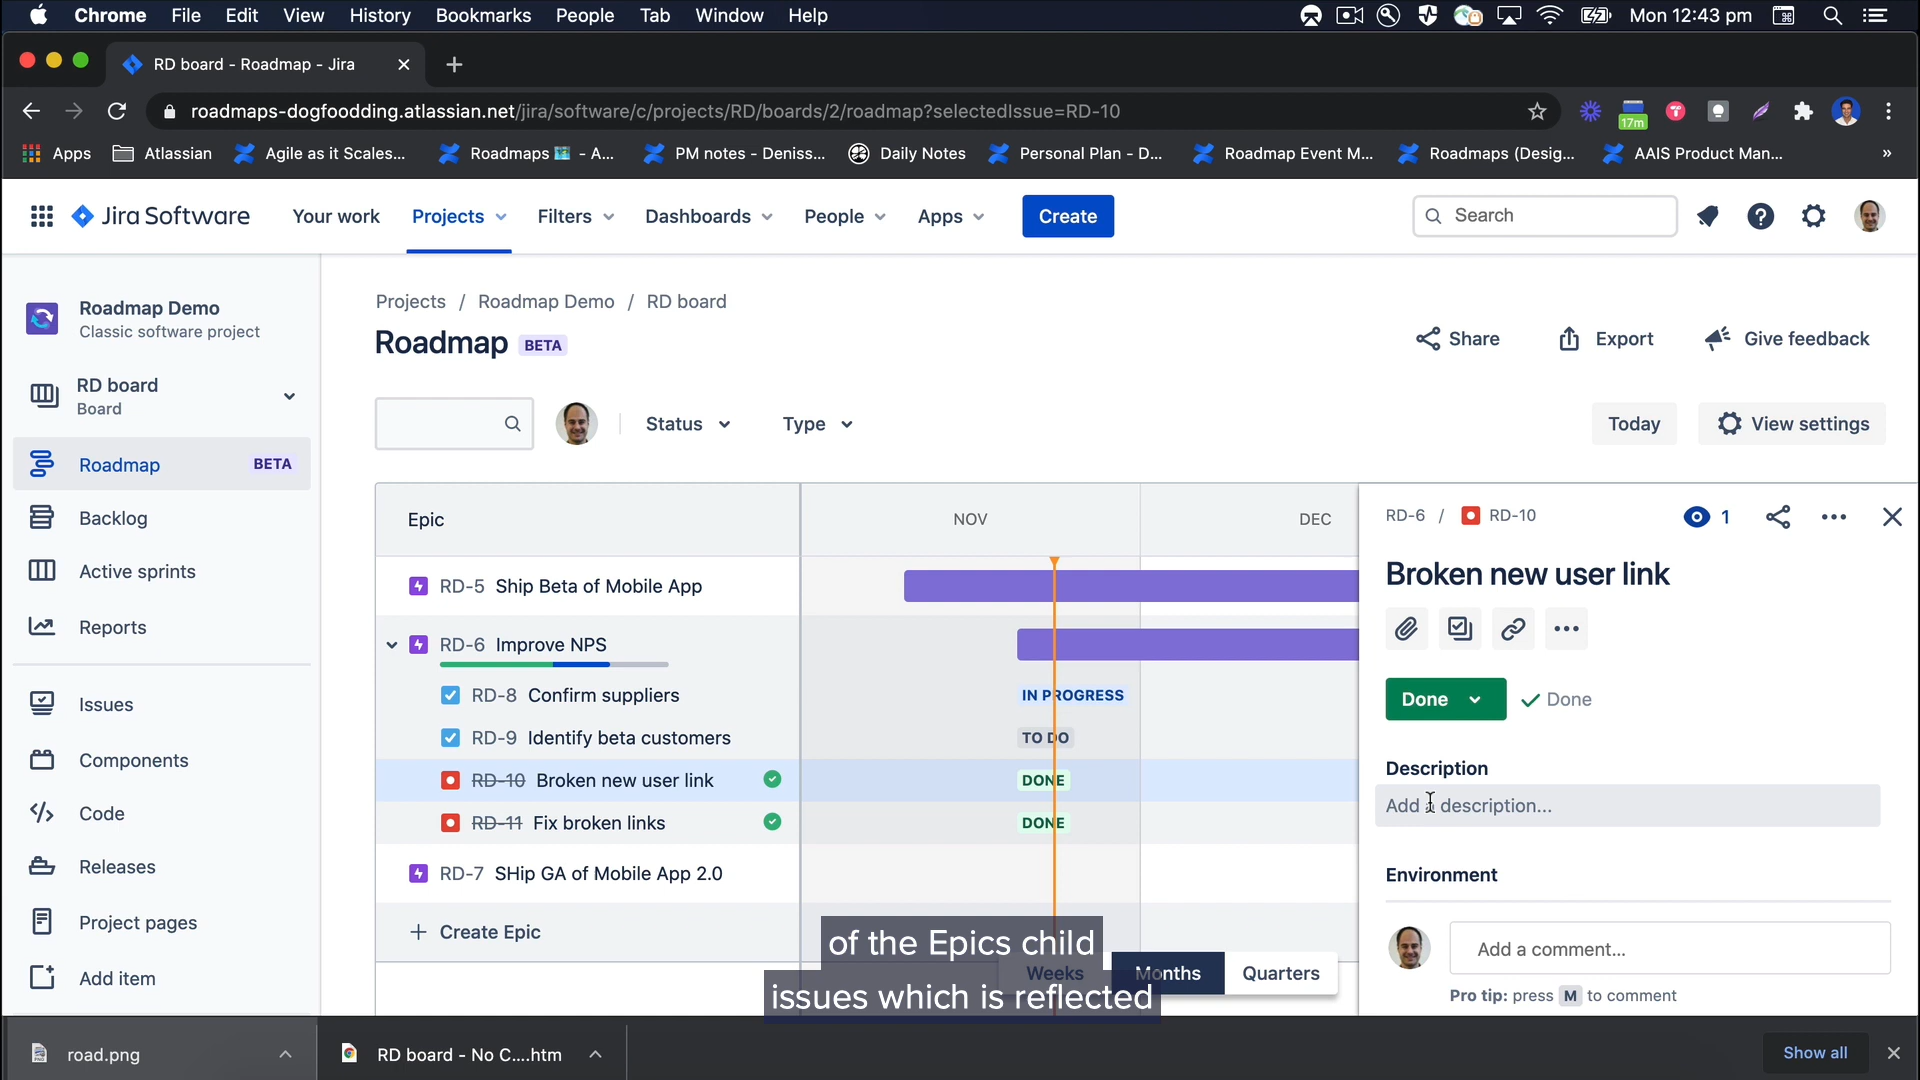 Chrome File Edit View History Bookmarks People Tab Window Help
Mon 12:43 pm
RD board - Roadmap - Jira
roadmaps-dogfoodding.atlassian.net/jira/software/c/projects/RD/boards/2/roadmap?selectedIssue=RD-10
17m
Apps Atlassian Agile as it Scales... Roadmaps - A... PM notes - Deniss... Daily Notes Personal Plan - D... Roadmap Event M... Roadmaps (Desig... AAIS Product Man... »
Jira Software Your work Projects Filters Dashboards People Apps Create Search
Roadmap Demo
Classic software project
RD board
Board
Roadmap BETA
Backlog
Active sprints
Reports
Issues
Components
Code
Releases
Project pages
Add item
Projects / Roadmap Demo / RD board
Roadmap BETA
Share Export Give feedback
Status Type Today View settings
Epic NOV DEC
RD-5 Ship Beta of Mobile App
RD-6 Improve NPS
RD-8 Confirm suppliers IN PROGRESS
RD-9 Identify beta customers TO DO
RD-10 Broken new user link DONE
RD-11 Fix broken links DONE
RD-7 SHip GA of Mobile App 2.0
+ Create Epic
Weeks Months Quarters
RD-6 / RD-10 1
Broken new user link
Done Done
Description
Add a description...
Environment
Add a comment...
Pro tip: press M to comment
of the Epics child
issues which is reflected
road.png RD board - No C....htm Show all